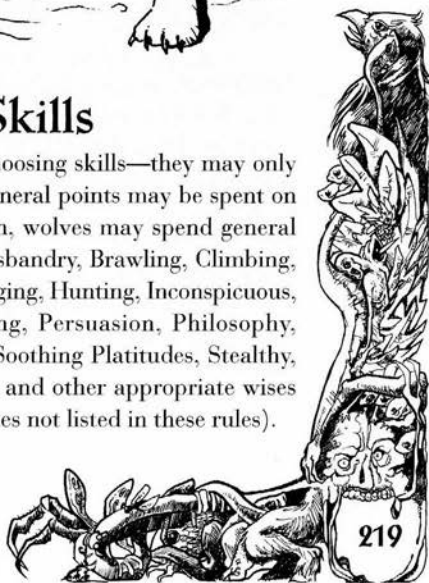 Skills
hoosing skills—they may only
neral points may be spent on
n, wolves may spend general
sbandry, Brawling, Climbing,
ging, Hunting, Inconspicuous,
ng, Persuasion, Philosophy,
Soothing Platitudes, Stealthy,
and other appropriate wises
es not listed in these rules).
219